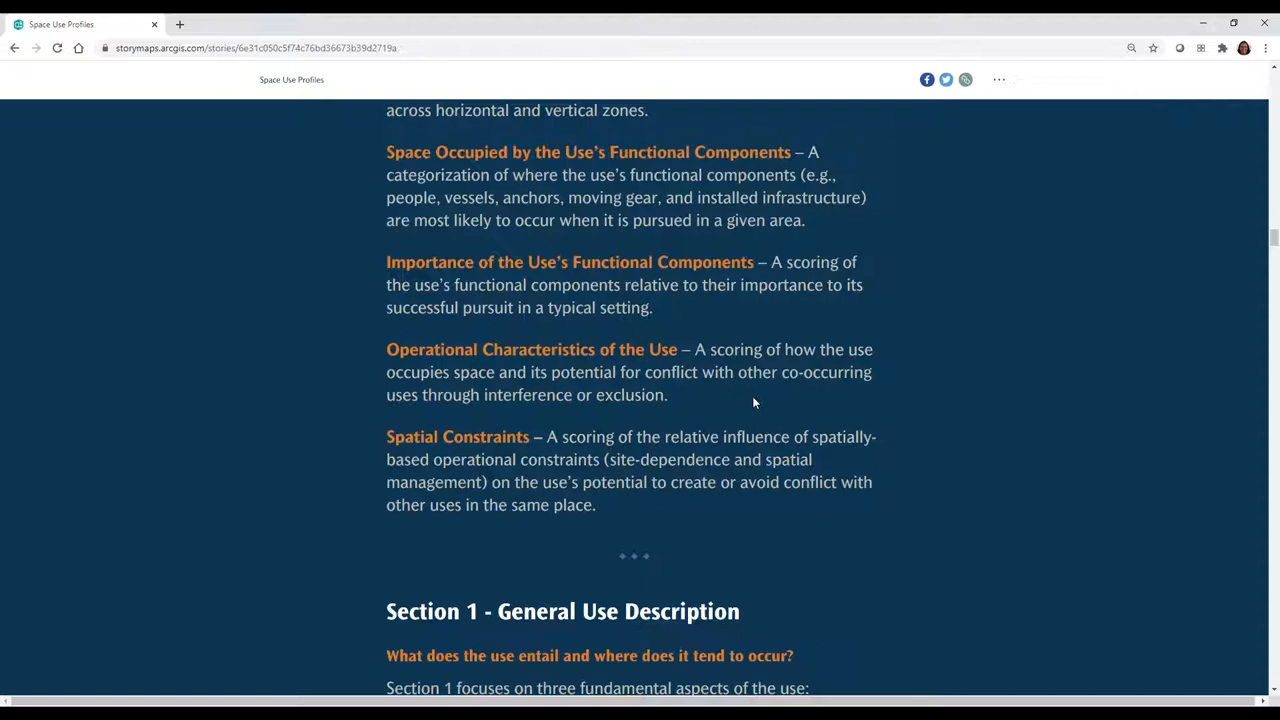 Space Use Profiles
storymaps.arcgis.com/stories/6e31c050c5f74c76bd36673b39d2719a
Space Use Profiles
across horizontal and vertical zones.
Space Occupied by the Use's Functional Components – A
categorization of where the use's functional components (e.g.,
people, vessels, anchors, moving gear, and installed infrastructure)
are most likely to occur when it is pursued in a given area.
Importance of the Use's Functional Components – A scoring of
the use's functional components relative to their importance to its
successful pursuit in a typical setting.
Operational Characteristics of the Use – A scoring of how the use
occupies space and its potential for conflict with other co-occurring
uses through interference or exclusion.
Spatial Constraints – A scoring of the relative influence of spatially-
based operational constraints (site-dependence and spatial
management) on the use's potential to create or avoid conflict with
other uses in the same place.
Section 1 - General Use Description
What does the use entail and where does it tend to occur?
Section 1 focuses on three fundamental aspects of the use: